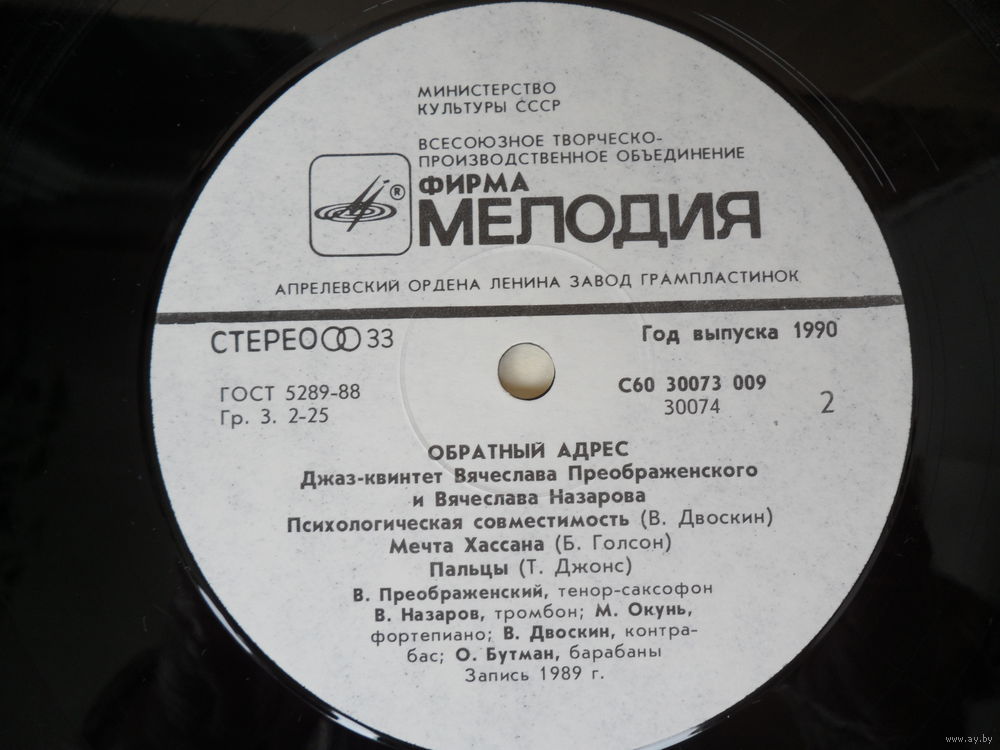 МИНИСТЕРСТВО
КУЛЬТУРЫ СССР
ВСЕСОЮЗНОЕ ТВОРЧЕСКО-
ПРОИЗВОДСТВЕННОЕ ОБЪЕДИНЕНИЕ
®
ФИРМА
МЕЛОДИЯ
АПРЕЛЕВСКИЙ ОРДЕНА ЛЕНИНА ЗАВОД ГРАМПЛАСТИНОК
СТЕРЕО 33
Год выпуска 1990
ГОСТ 5289-88
С60 30073 009
Гр. 3. 2-25
30074
2
ОБРАТНЫЙ АДРЕС
Джаз-квинтет Вячеслава Преображенского
и Вячеслава Назарова
Психологическая совместимость (В. Двоскин)
Мечта Хассана (Б. Голсон)
Пальцы (Т. Джонс)
В. Преображенский, тенор-саксофон
В. Назаров, тромбон; М. Окунь,
фортепиано; В. Двоскин, контра-
бас; О. Бутман, барабаны
Запись 1989 г.
www.ay.by